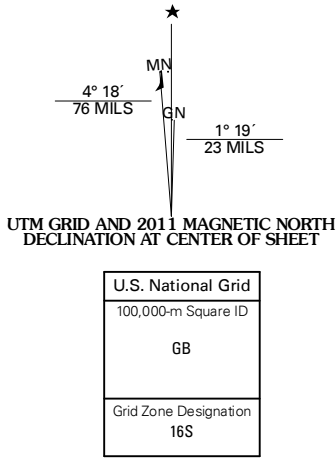 MN
4° 18´
76 MILS
GN
1° 19´
23 MILS
UTM GRID AND 2011 MAGNETIC NORTH
DECLINATION AT CENTER OF SHEET
U.S. National Grid
100,000-m Square ID
GB
Grid Zone Designation
16S